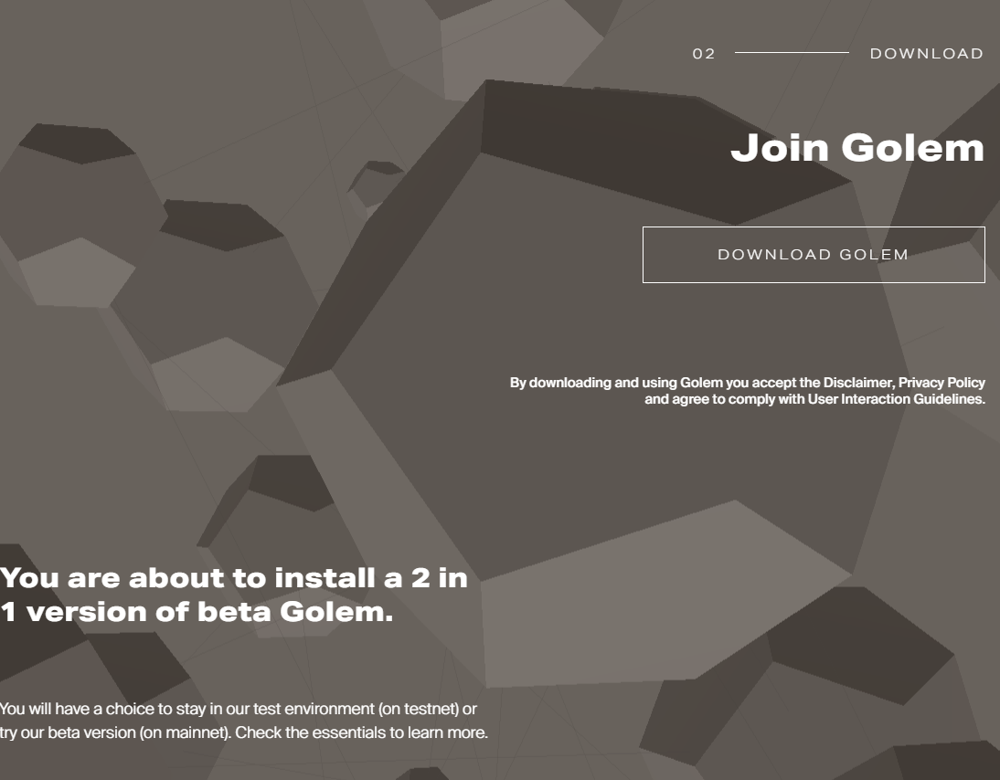 02 DOWNLOAD
Join Golem
DOWNLOAD GOLEM
By downloading and using Golem you accept the Disclaimer, Privacy Policy
and agree to comply with User Interaction Guidelines.
You are about to install a 2 in
1 version of beta Golem.
You will have a choice to stay in our test environment (on testnet) or
try our beta version (on mainnet). Check the essentials to learn more.